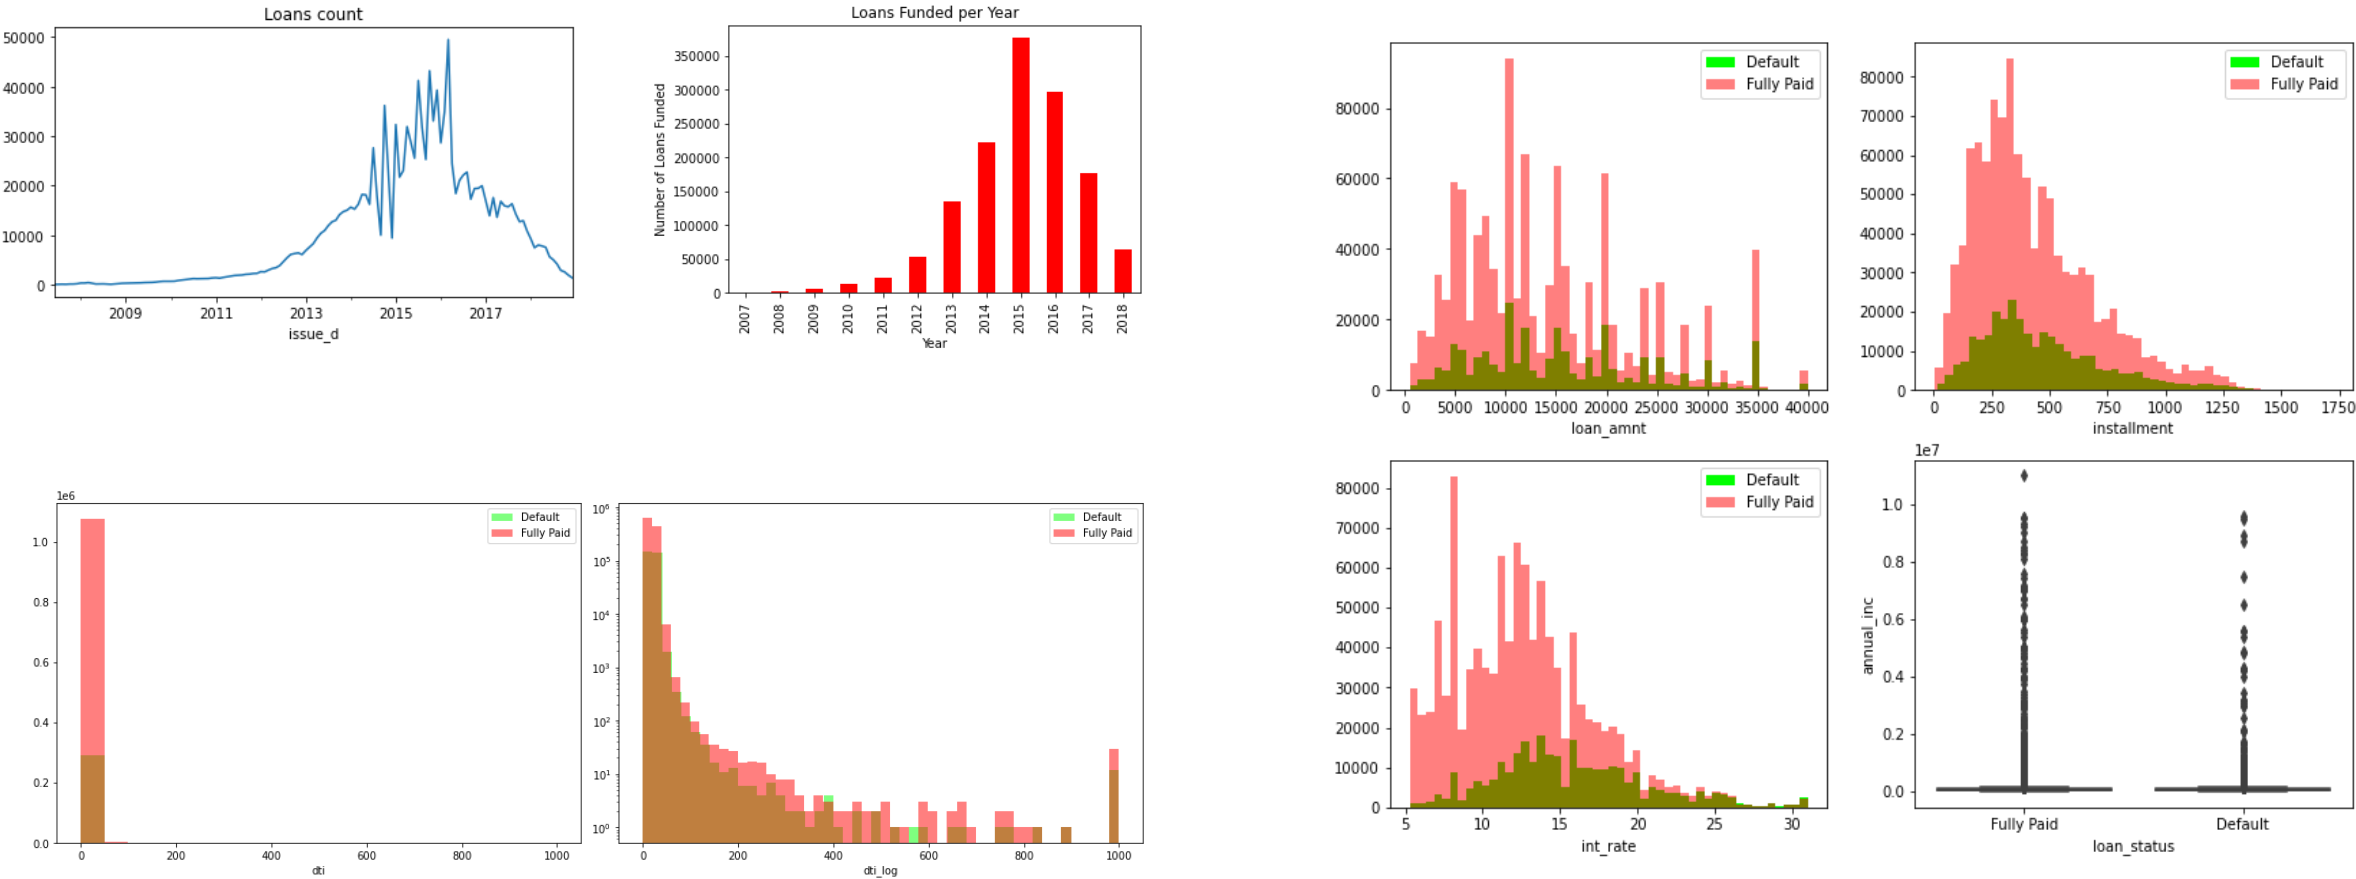 Loans count
50000
40000
30000
20000
10000
0
2009 2011 2013 2015 2017
issue_d
Loans Funded per Year
Number of Loans Funded
350000
300000
250000
200000
150000
100000
50000
0
2007 2008 2009 2010 2011 2012 2013 2014 2015 2016 2017 2018
Year
Default
Fully Paid
80000
60000
40000
20000
0
0 5000 10000 15000 20000 25000 30000 35000 40000
loan_amnt
Default
Fully Paid
80000
70000
60000
50000
40000
30000
20000
10000
0
0 250 500 750 1000 1250 1500 1750
installment
1e6
Default
Fully Paid
1.0
0.8
0.6
0.4
0.2
0.0
0 200 400 600 800 1000
dti
Default
Fully Paid
10⁶
10⁵
10⁴
10³
10²
10¹
10⁰
0 200 400 600 800 1000
dti_log
Default
Fully Paid
80000
70000
60000
50000
40000
30000
20000
10000
0
5 10 15 20 25 30
int_rate
1e7
annual_inc
1.0
0.8
0.6
0.4
0.2
0.0
Fully Paid Default
loan_status